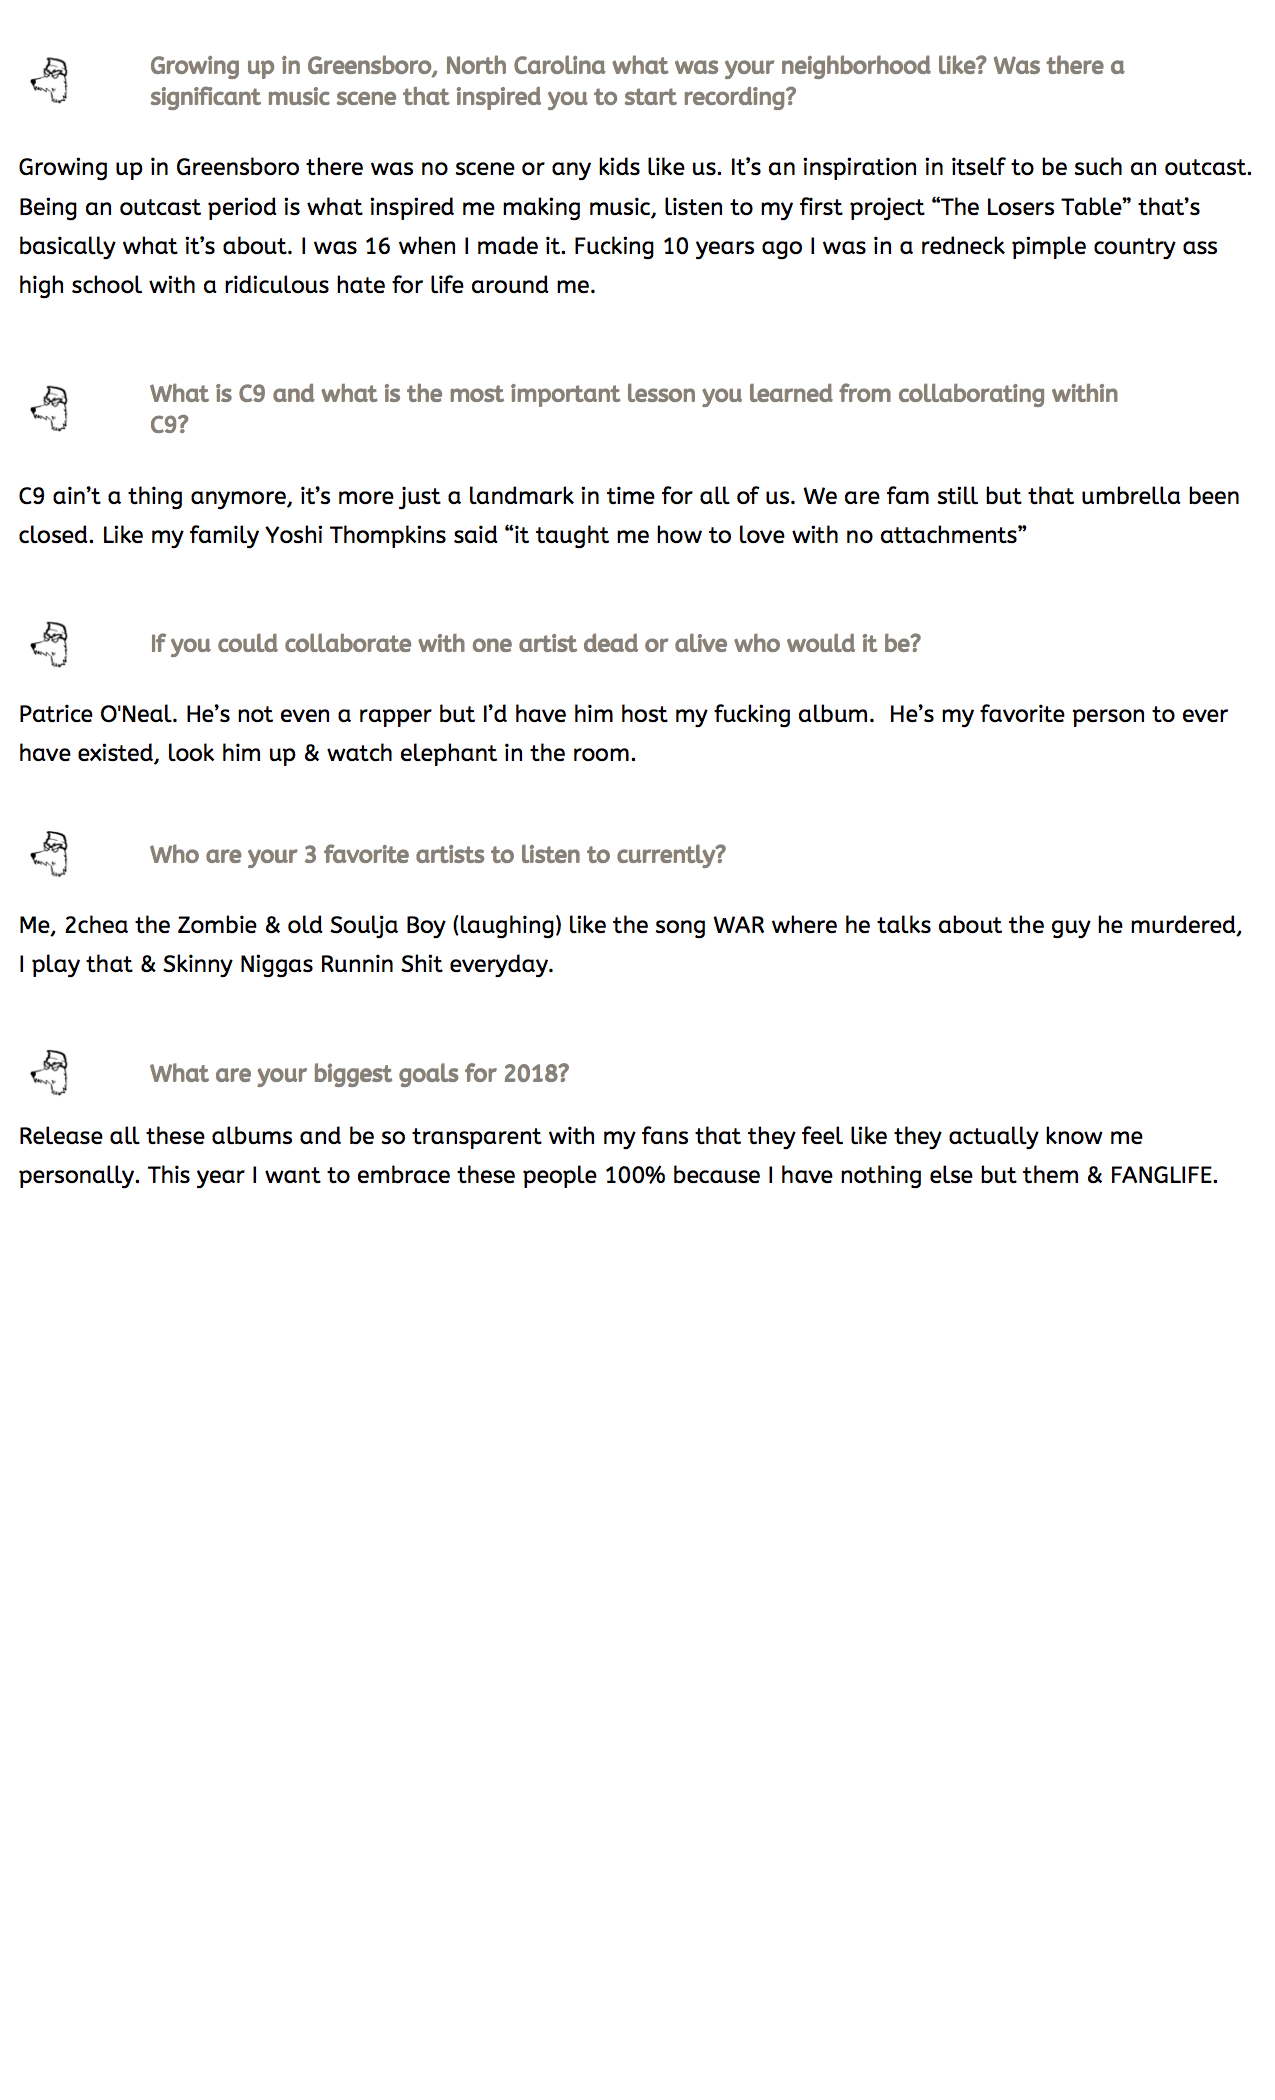 Growing up in Greensboro, North Carolina what was your neighborhood like? Was there a
significant music scene that inspired you to start recording?
Growing up in Greensboro there was no scene or any kids like us. It’s an inspiration in itself to be such an outcast.
Being an outcast period is what inspired me making music, listen to my first project “The Losers Table” that’s
basically what it’s about. I was 16 when I made it. Fucking 10 years ago I was in a redneck pimple country ass
high school with a ridiculous hate for life around me.
What is C9 and what is the most important lesson you learned from collaborating within
C9?
C9 ain’t a thing anymore, it’s more just a landmark in time for all of us. We are fam still but that umbrella been
closed. Like my family Yoshi Thompkins said “it taught me how to love with no attachments”
If you could collaborate with one artist dead or alive who would it be?
Patrice O'Neal. He’s not even a rapper but I’d have him host my fucking album.  He’s my favorite person to ever
have existed, look him up & watch elephant in the room.
Who are your 3 favorite artists to listen to currently?
Me, 2chea the Zombie & old Soulja Boy (laughing) like the song WAR where he talks about the guy he murdered,
I play that & Skinny Niggas Runnin Shit everyday.
What are your biggest goals for 2018?
Release all these albums and be so transparent with my fans that they feel like they actually know me
personally. This year I want to embrace these people 100% because I have nothing else but them & FANGLIFE.